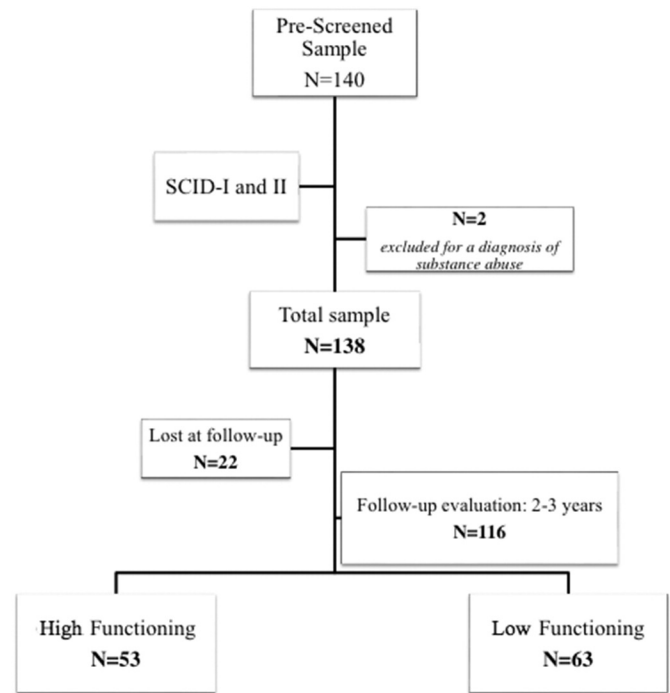 Pre-Screened
Sample
N=140
SCID-I and II
N=2
excluded for a diagnosis of
substance abuse
Total sample
N=138
Lost at follow-up
N=22
Follow-up evaluation: 2-3 years
N=116
High Functioning
N=53
Low Functioning
N=63